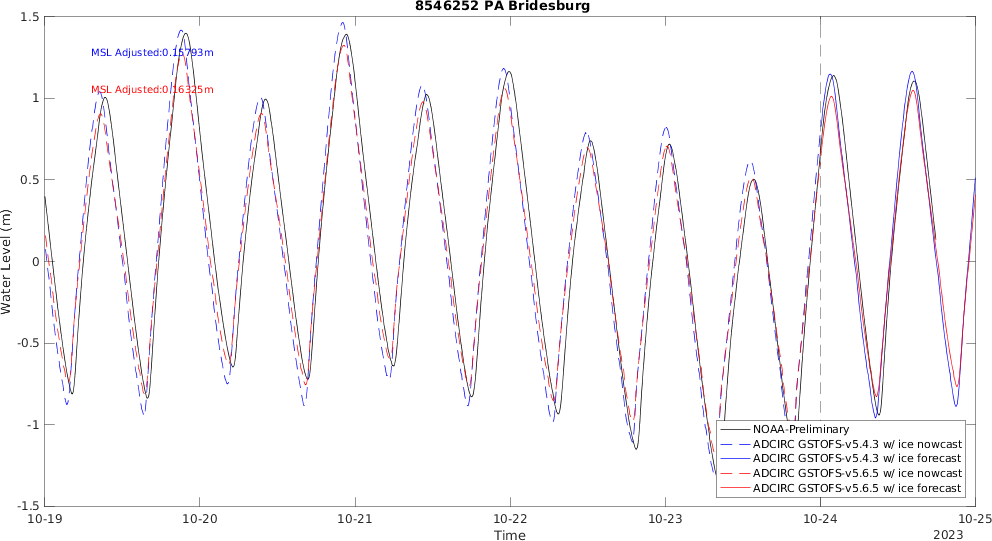 8546252 PA Bridesburg
1.5
MSL Adjusted:0.15793m
MSL Adjusted:0.16325m
1
0.5
0
-0.5
-1
-1.5
Water Level (m)
NOAA-Preliminary
ADCIRC GSTOFS-v5.4.3 w/ ice nowcast
ADCIRC GSTOFS-v5.4.3 w/ ice forecast
ADCIRC GSTOFS-v5.6.5 w/ ice nowcast
ADCIRC GSTOFS-v5.6.5 w/ ice forecast
10-19 10-20 10-21 10-22 10-23 10-24 10-25
Time
2023